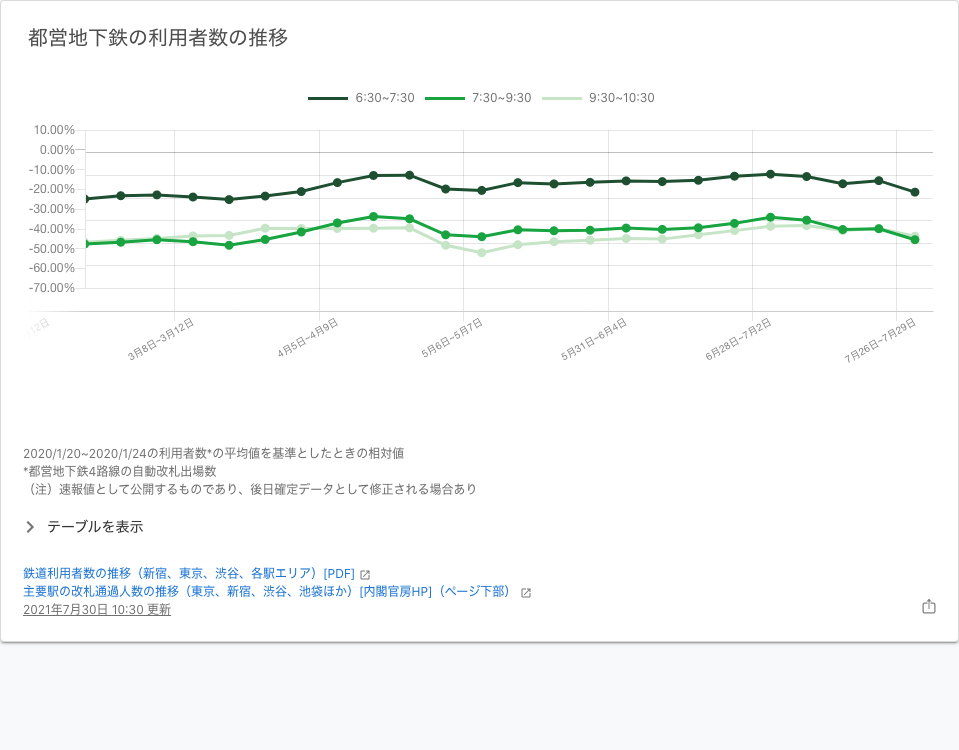 都営地下鉄の利用者数の推移
6:30~7:30 7:30~9:30 9:30~10:30
10.00%
0.00%
-10.00%
-20.00%
-30.00%
-40.00%
-50.00%
-60.00%
-70.00%
3月8日~3月12日 4月5日~4月9日 5月6日~5月7日 5月31日~6月4日 6月28日~7月2日 7月26日~7月29日
2020/1/20~2020/1/24の利用者数*の平均値を基準としたときの相対値
*都営地下鉄4路線の自動改札出場数
（注）速報値として公開するものであり、後日確定データとして修正される場合あり
テーブルを表示
鉄道利用者数の推移（新宿、東京、渋谷、各駅エリア）[PDF]
主要駅の改札通過人数の推移（東京、新宿、渋谷、池袋ほか）[内閣官房HP]（ページ下部）
2021年7月30日 10:30 更新